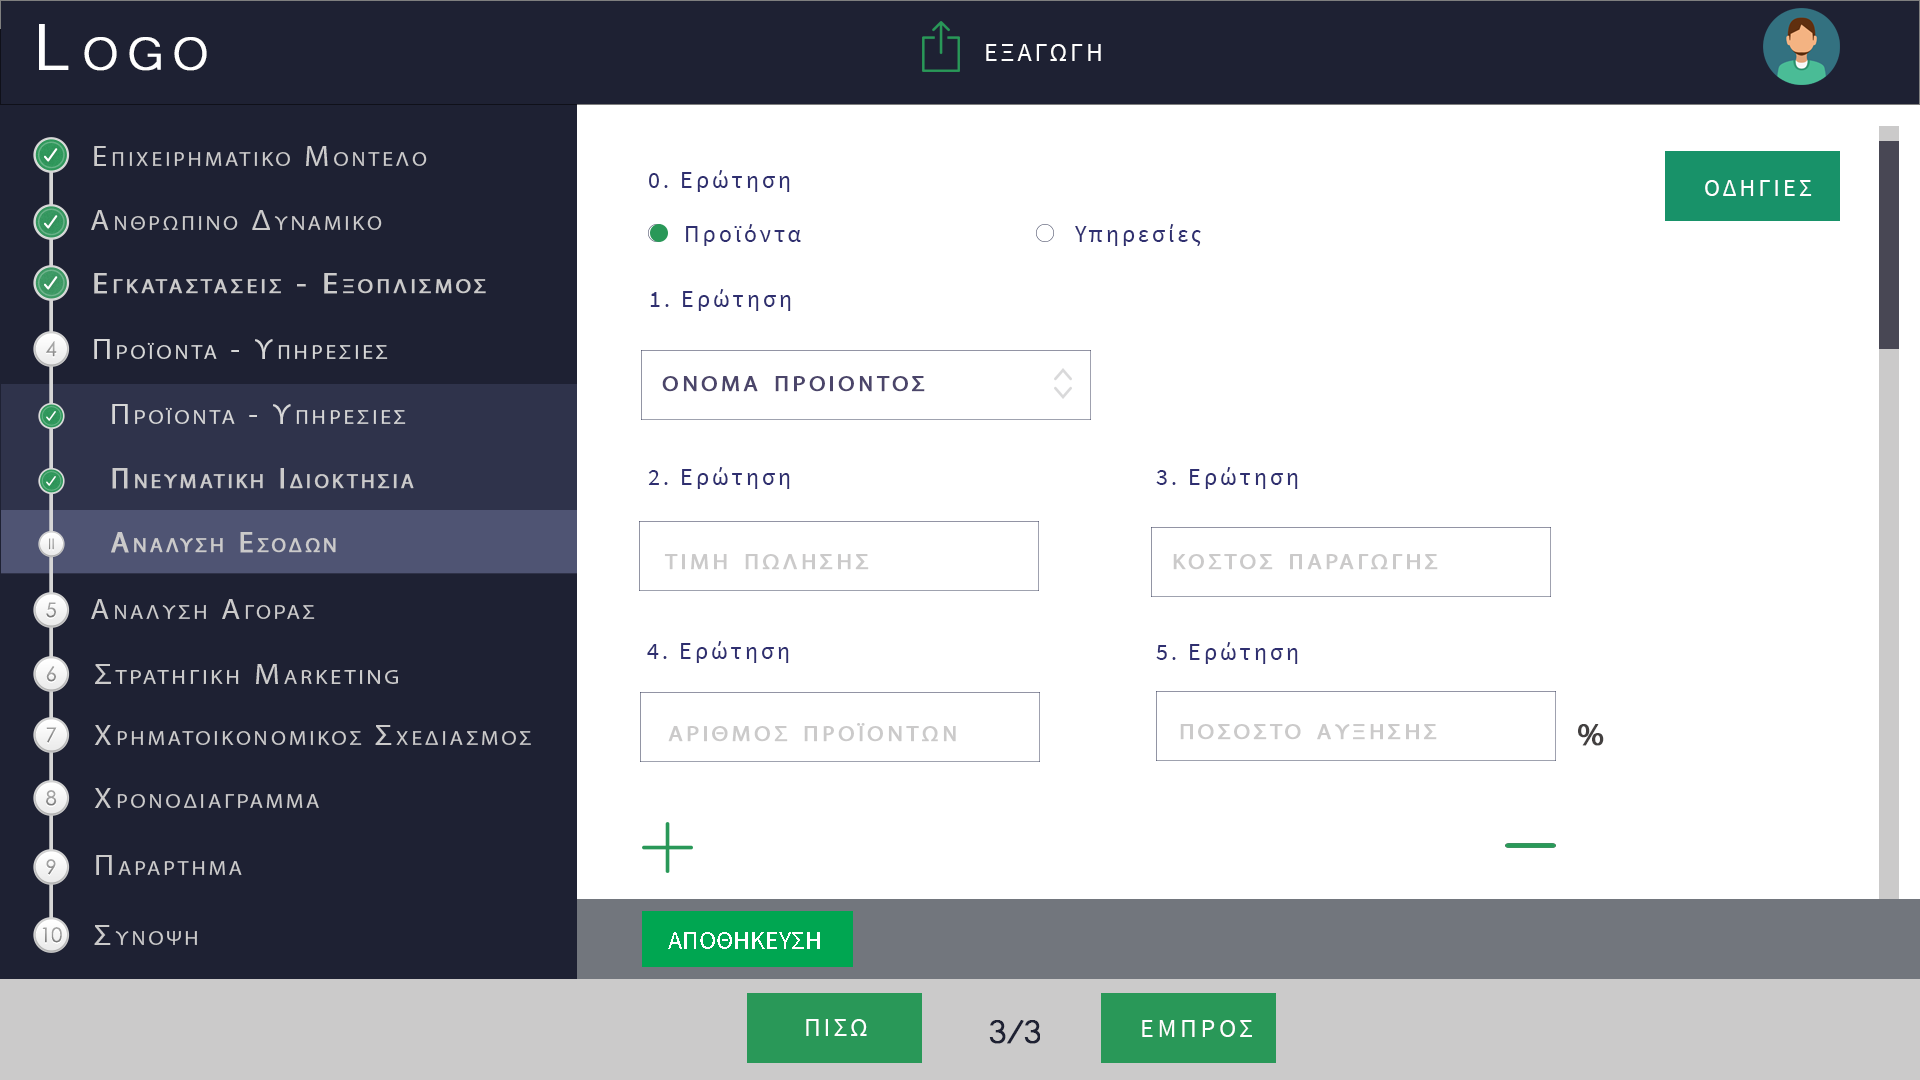 LOGO
ΕΞΑΓΩΓΗ
ΕΠΙΧΕΙΡΗΜΑΤΙΚΟ ΜΟΝΤΕΛΟ
ΑΝΘΡΩΠΙΝΟ ΔΥΝΑΜΙΚΟ
ΕΓΚΑΤΑΣΤΑΣΕΙΣ - ΕΞΟΠΛΙΣΜΟΣ
4 ΠΡΟΪΟΝΤΑ - ΥΠΗΡΕΣΙΕΣ
ΠΡΟΪΟΝΤΑ - ΥΠΗΡΕΣΙΕΣ
ΠΝΕΥΜΑΤΙΚΗ ΙΔΙΟΚΤΗΣΙΑ
ΑΝΑΛΥΣΗ ΕΣΟΔΩΝ
5 ΑΝΑΛΥΣΗ ΑΓΟΡΑΣ
6 ΣΤΡΑΤΗΓΙΚΗ MARKETING
7 ΧΡΗΜΑΤΟΙΚΟΝΟΜΙΚΟΣ ΣΧΕΔΙΑΣΜΟΣ
8 ΧΡΟΝΟΔΙΑΓΡΑΜΜΑ
9 ΠΑΡΑΡΤΗΜΑ
10 ΣΥΝΟΨΗ
0. Ερώτηση
ΟΔΗΓΙΕΣ
Προϊόντα Υπηρεσίες
1. Ερώτηση
ΟΝΟΜΑ ΠΡΟΙΟΝΤΟΣ
2. Ερώτηση 3. Ερώτηση
ΤΙΜΗ ΠΩΛΗΣΗΣ ΚΟΣΤΟΣ ΠΑΡΑΓΩΓΗΣ
4. Ερώτηση 5. Ερώτηση
ΑΡΙΘΜΟΣ ΠΡΟΪΟΝΤΩΝ ΠΟΣΟΣΤΟ ΑΥΞΗΣΗΣ %
ΑΠΟΘΗΚΕΥΣΗ
ΠΙΣΩ 3/3 ΕΜΠΡΟΣ